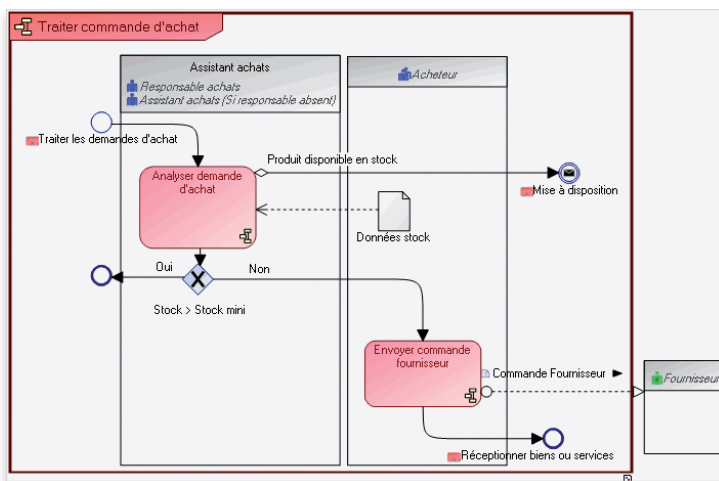 Traiter commande d'achat
Assistant achats
Responsable achats
Assistant achats (Si responsable absent)
Acheteur
Traiter les demandes d'achat
Produit disponible en stock
Analyser demande
d'achat
Mise à disposition
Données stock
Oui
Non
X
Stock > Stock mini
Envoyer commande
fournisseur
Commande Fournisseur
Fournisseur
Réceptionner biens ou services